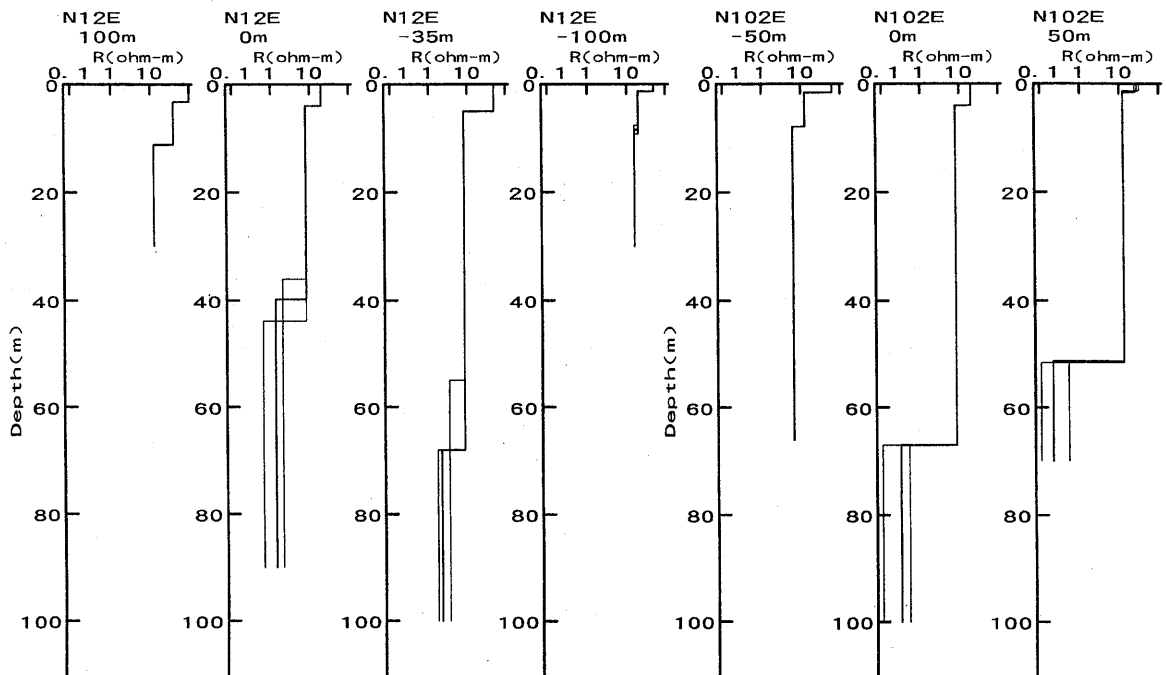 N12E N12E N12E N12E N102E N102E N102E
100m 0m -35m -100m -50m 0m 50m
R(ohm-m) R(ohm-m) R(ohm-m) R(ohm-m) R(ohm-m) R(ohm-m) R(ohm-m)
0. 1 1 10 0. 1 1 10 0. 1 1 10 0. 1 1 10 0. 1 1 10 0. 1 1 10 0. 1 1 10
0 0 0 0 0 0 0
20 20 20 20 20 20 20
40 40 40 40 40 40 40
Depth(m) Depth(m)
60 60 60 60 60 60 60
80 80 80 80 80 80 80
100 100 100 100 100 100 100